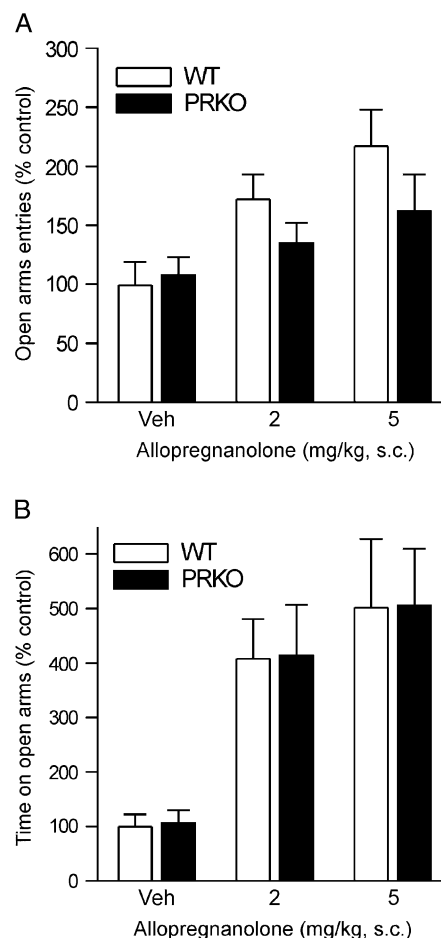 A
300
250
200
150
100
50
0
Open arms entries (% control)
WT
PRKO
Veh 2 5
Allopregnanolone (mg/kg, s.c.)
B
600
500
400
300
200
100
0
Time on open arms (% control)
WT
PRKO
Veh 2 5
Allopregnanolone (mg/kg, s.c.)